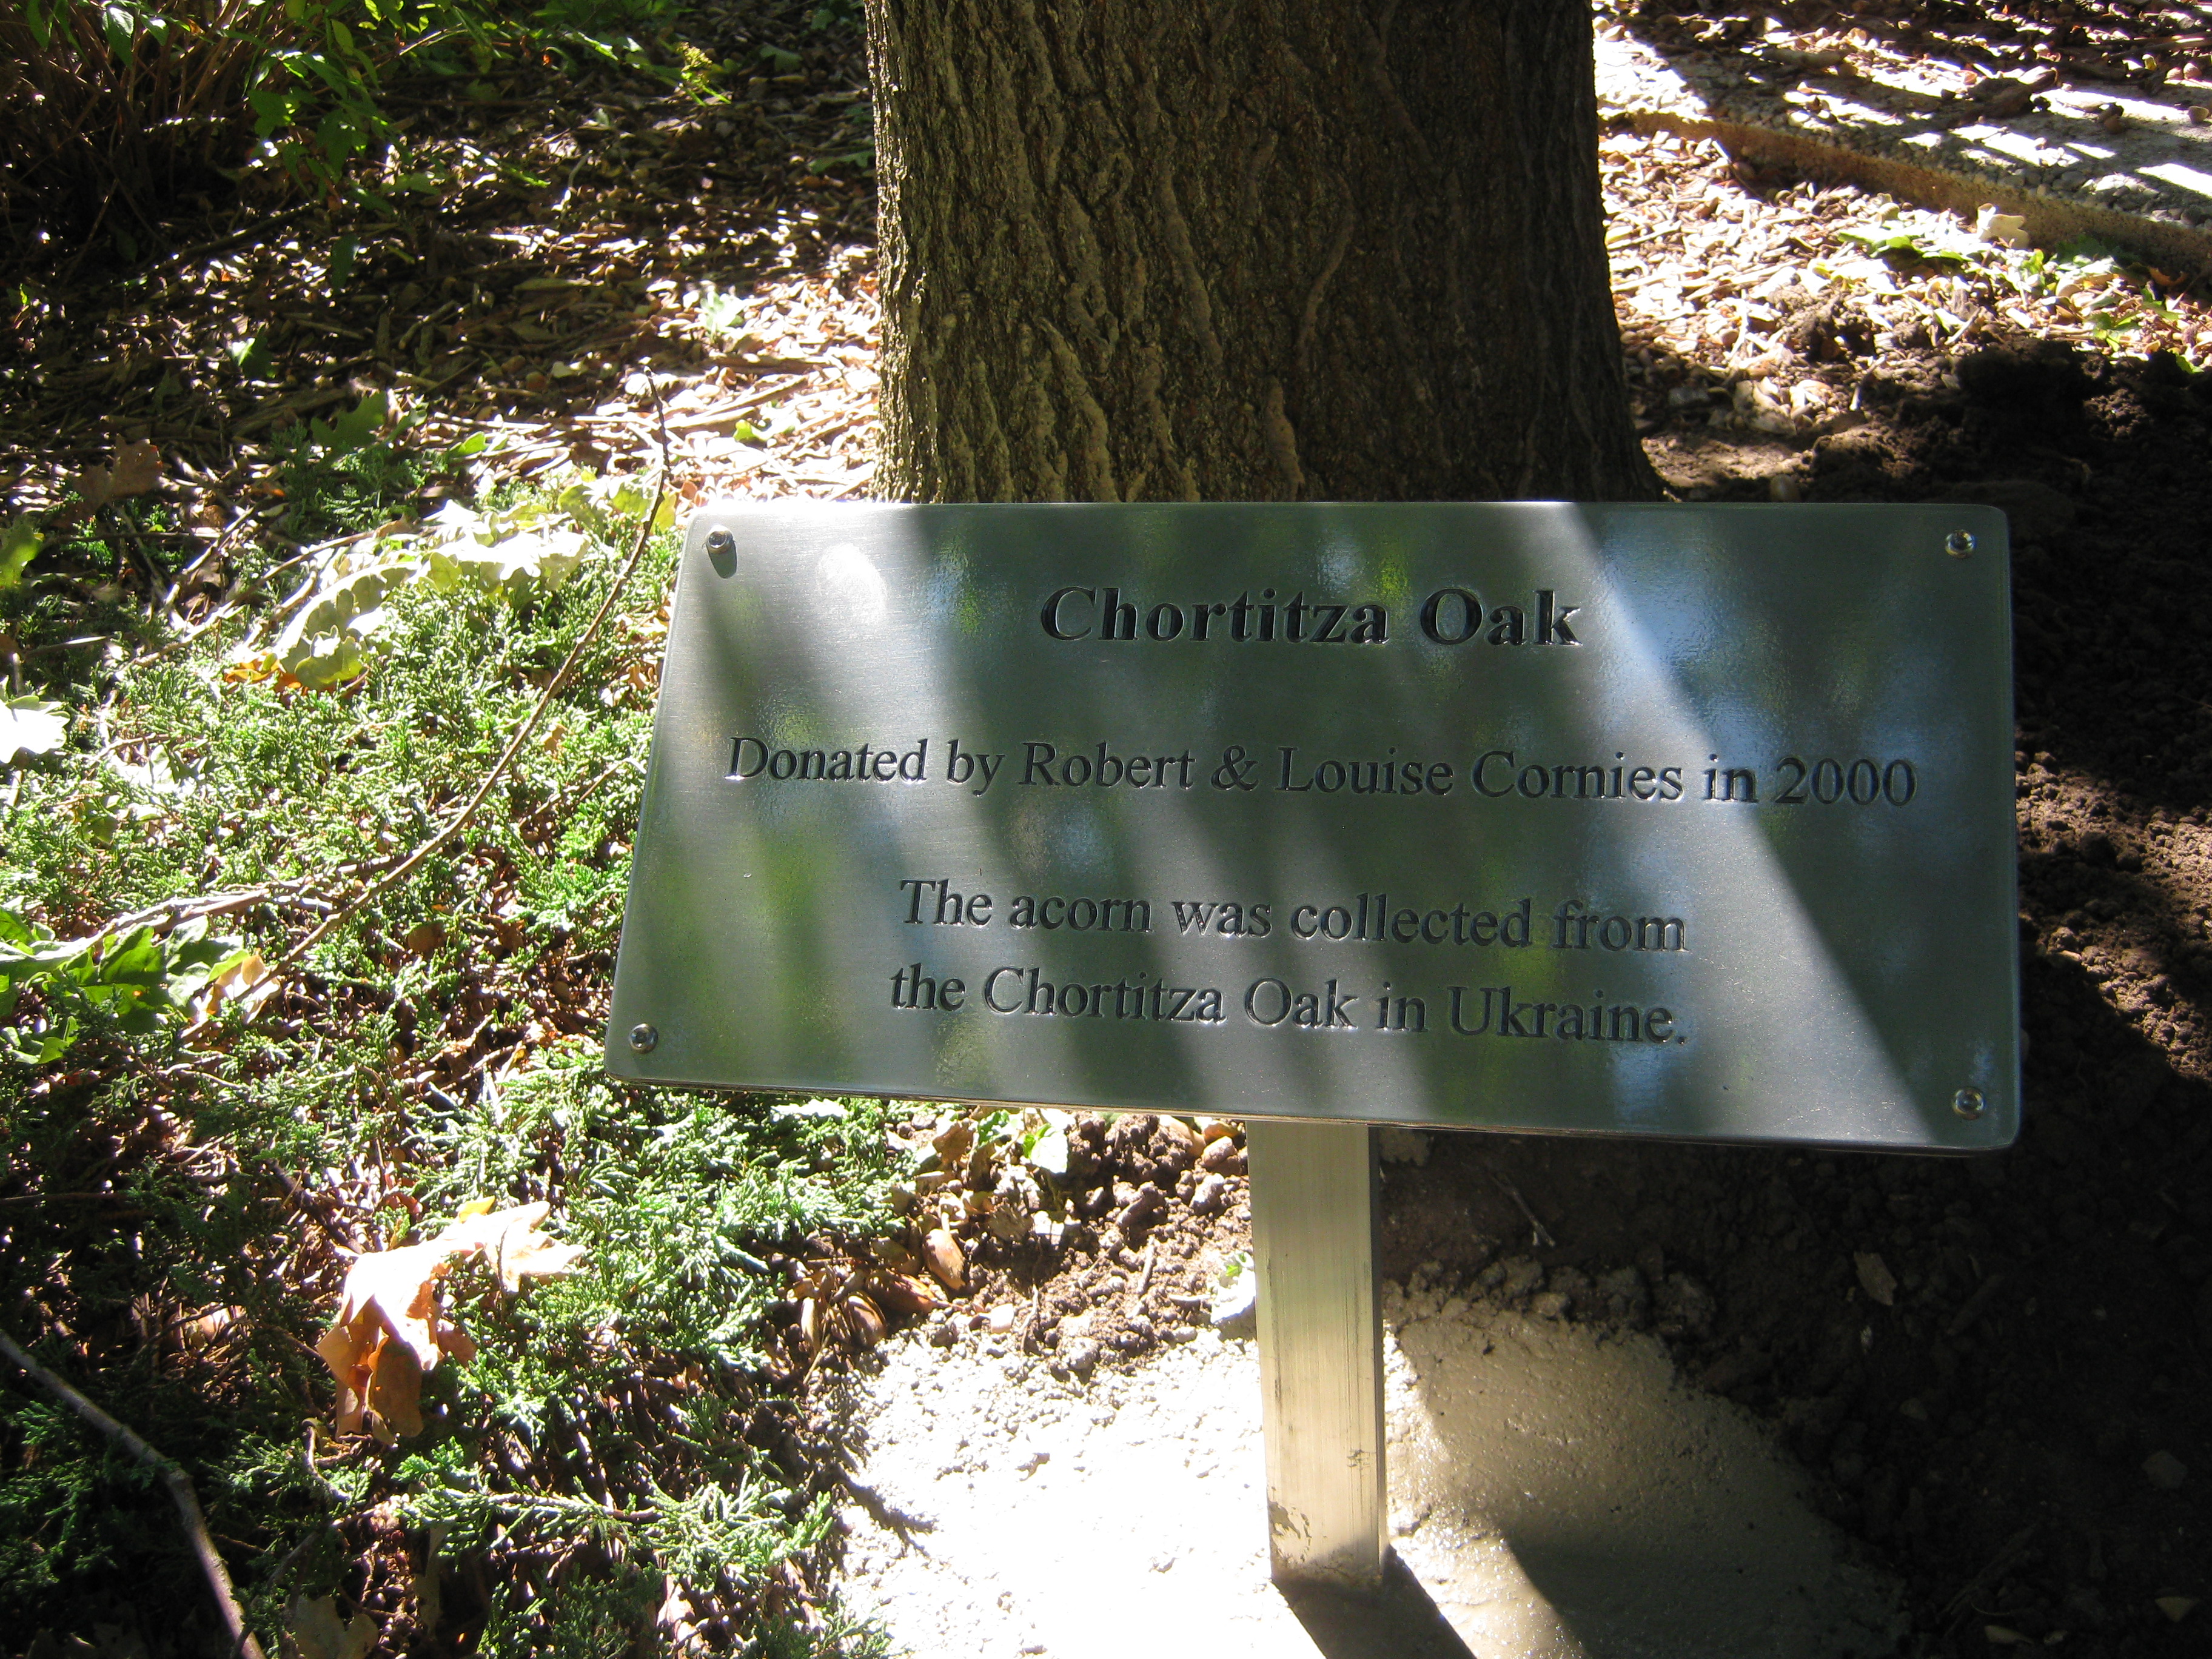 Chortitza Oak
Donated by Robert & Louise Cornies in 2000
The acorn was collected from
the Chortitza Oak in Ukraine.